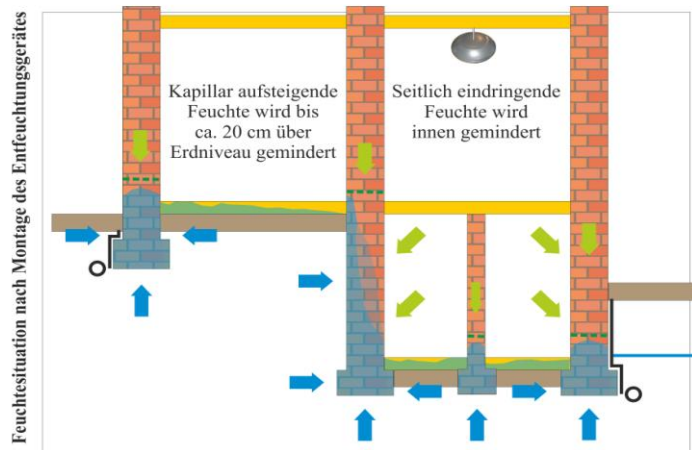 Feuchtesituation nach Montage des Entfeuchtungsgerätes
Kapillar aufsteigende
Feuchte wird bis
ca. 20 cm über
Erdniveau gemindert
Seitlich eindringende
Feuchte wird
innen gemindert